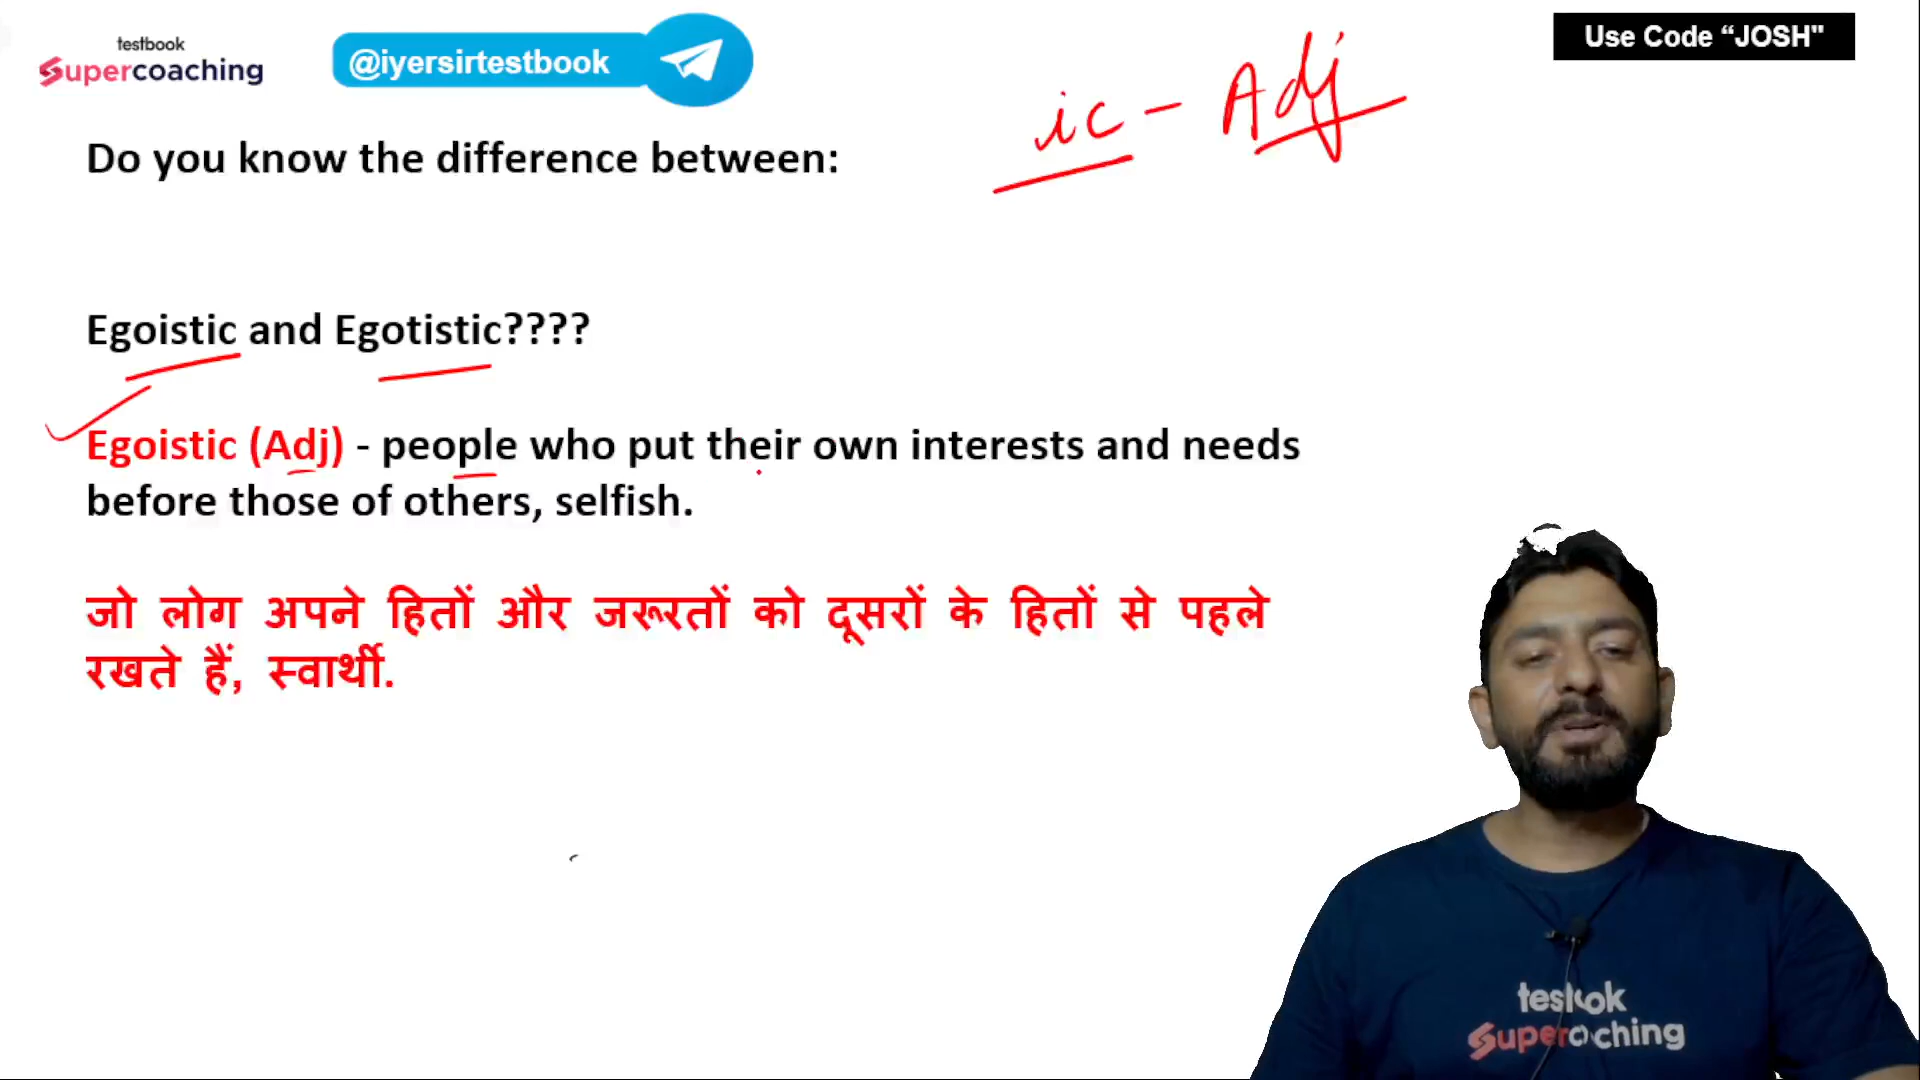 testbook
Supercoaching
@iyersirtestbook
Use Code “JOSH"
ic - Adj
Do you know the difference between:
Egoistic and Egotistic????
Egoistic (Adj) - people who put their own interests and needs
before those of others, selfish.
जो लोग अपने हितों और जरूरतों को दूसरों के हितों से पहले
रखते हैं, स्वार्थी.
Supercoaching